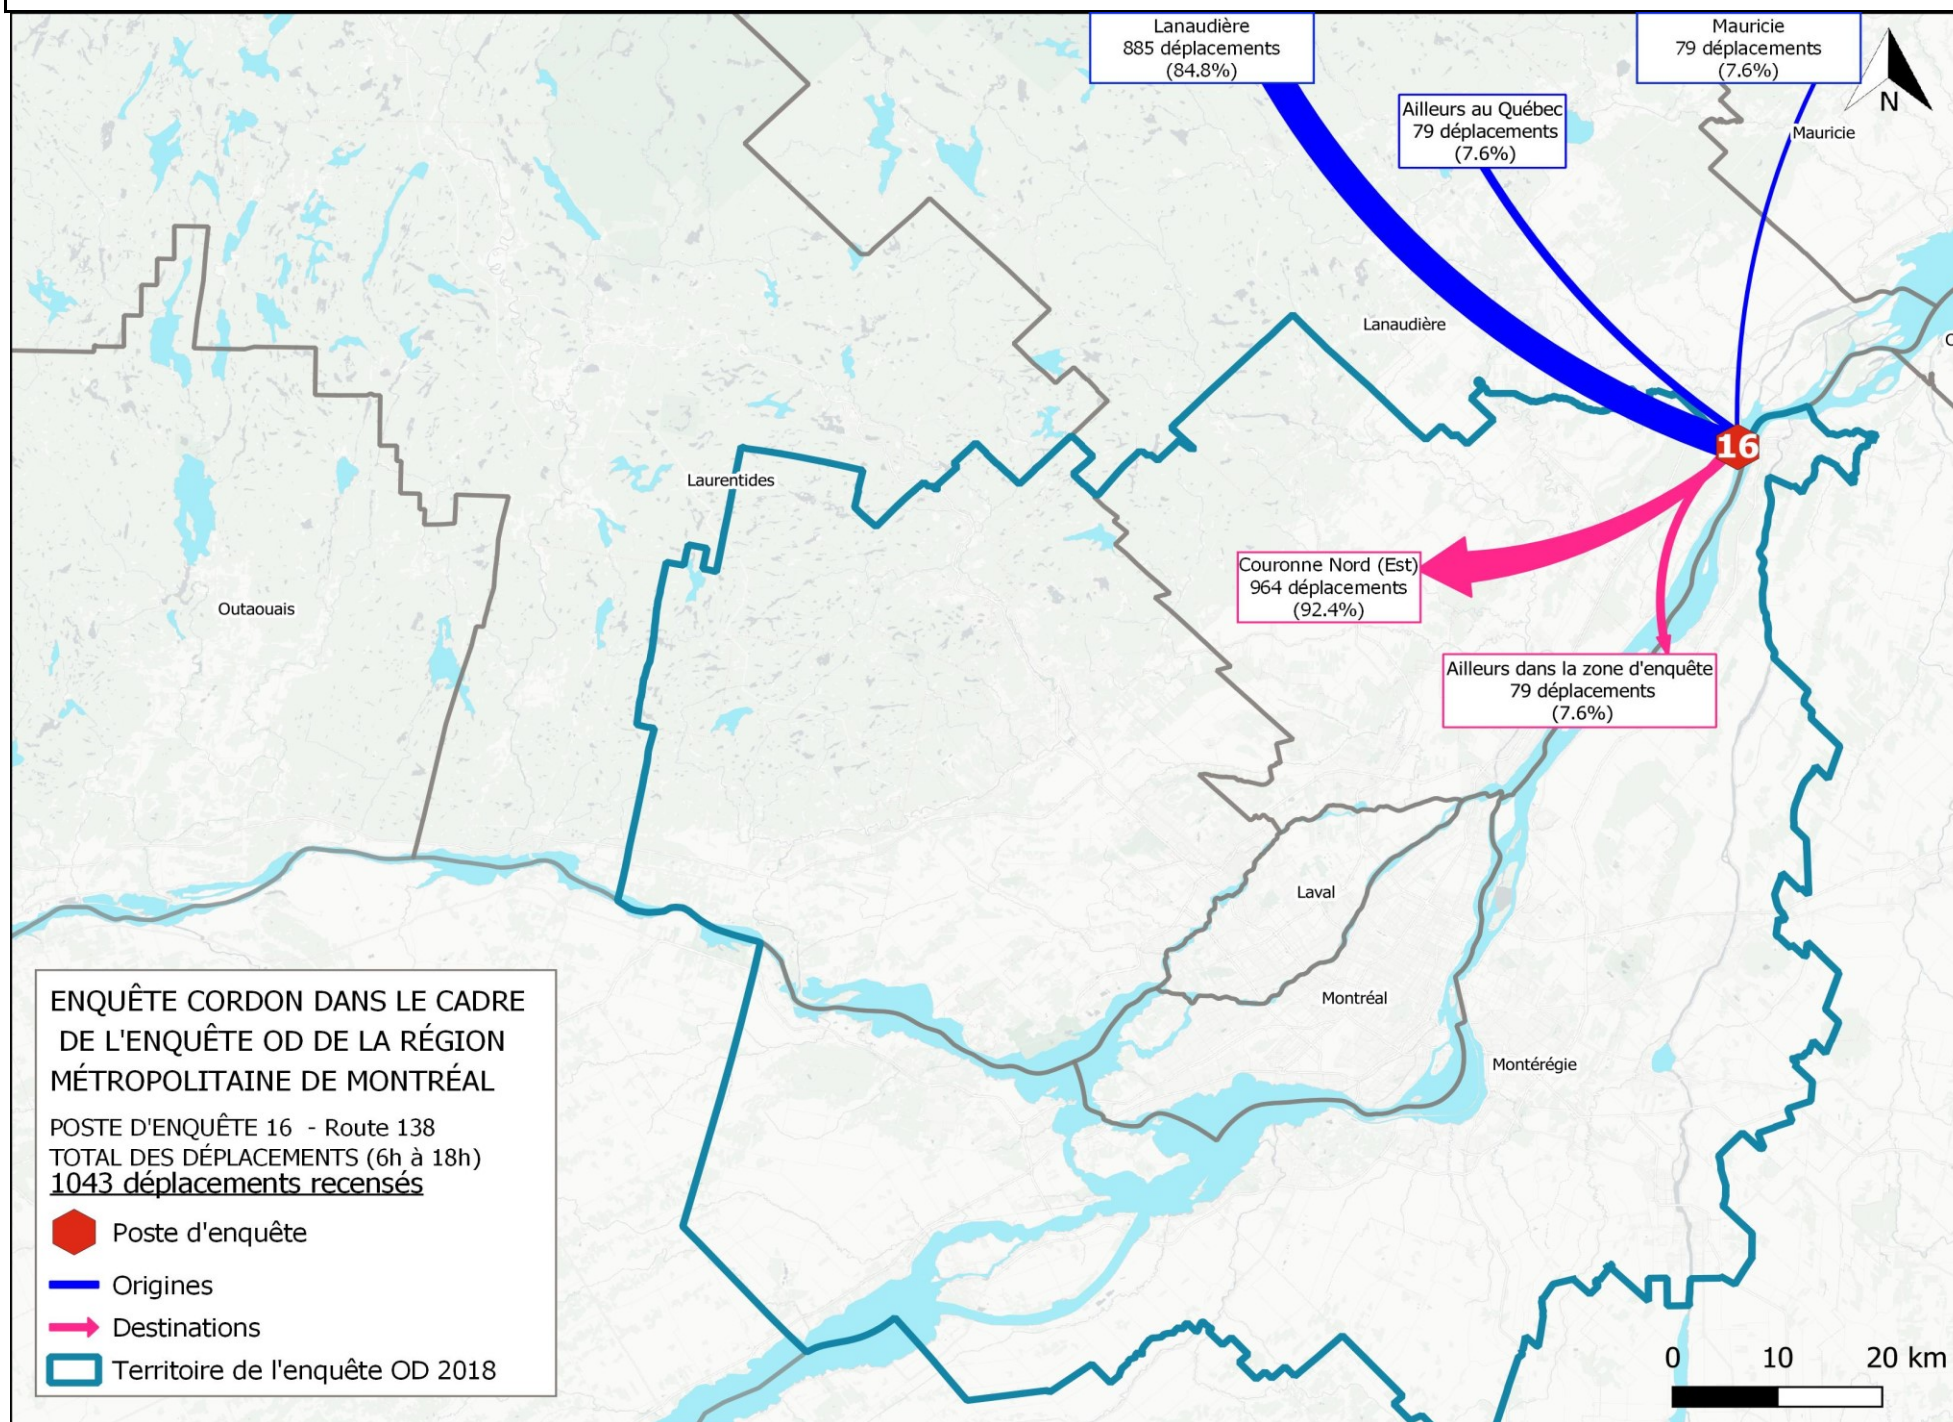 Lanaudière
885 déplacements
(84.8%)
Mauricie
79 déplacements
(7.6%)
N
Ailleurs au Québec
79 déplacements
(7.6%)
Mauricie
Lanaudière
16
Laurentides
Couronne Nord (Est)
964 déplacements
(92.4%)
Outaouais
Ailleurs dans la zone d'enquête
79 déplacements
(7.6%)
Laval
Montréal
Montérégie
ENQUÊTE CORDON DANS LE CADRE
DE L'ENQUÊTE OD DE LA RÉGION
MÉTROPOLITAINE DE MONTRÉAL
POSTE D'ENQUÊTE 16 - Route 138
TOTAL DES DÉPLACEMENTS (6h à 18h)
1043 déplacements recensés
Poste d'enquête
Origines
Destinations
Territoire de l'enquête OD 2018
0 10 20 km